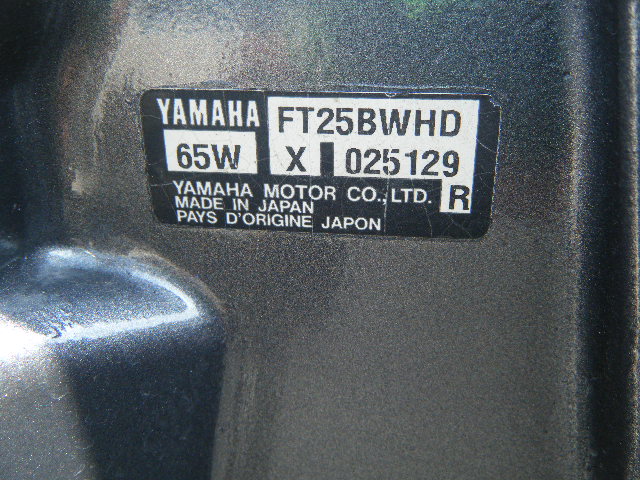 YAMAHA FT25BWHD
65W X 025129
YAMAHA MOTOR CO.,LTD. R
MADE IN JAPAN
PAYS D'ORIGINE JAPON